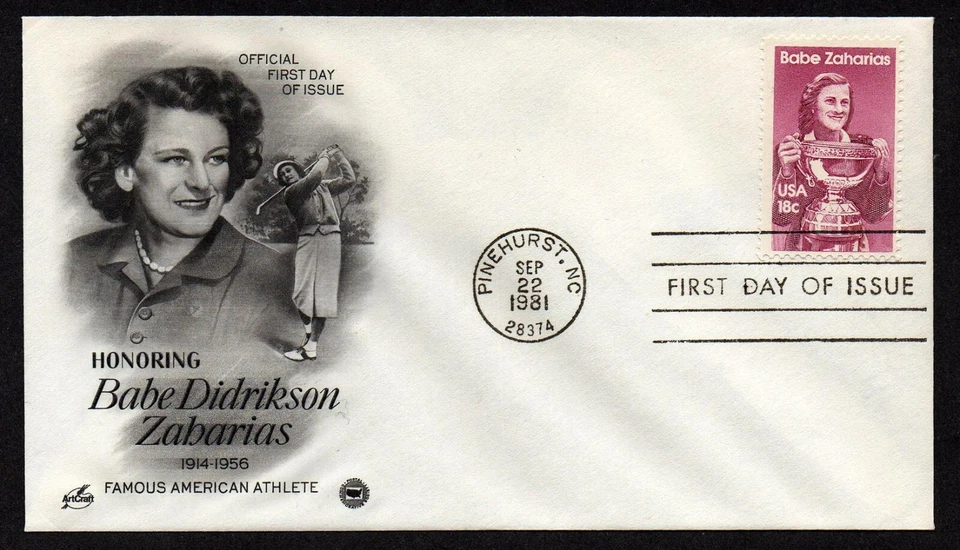 OFFICIAL
FIRST DAY
OF ISSUE
HONORING
Babe Didrikson
Zaharias
1914-1956
FAMOUS AMERICAN ATHLETE
ArtCraft
Babe Zaharias
USA
18c
PINEHURST, NC
SEP
22
1981
28374
FIRST DAY OF ISSUE